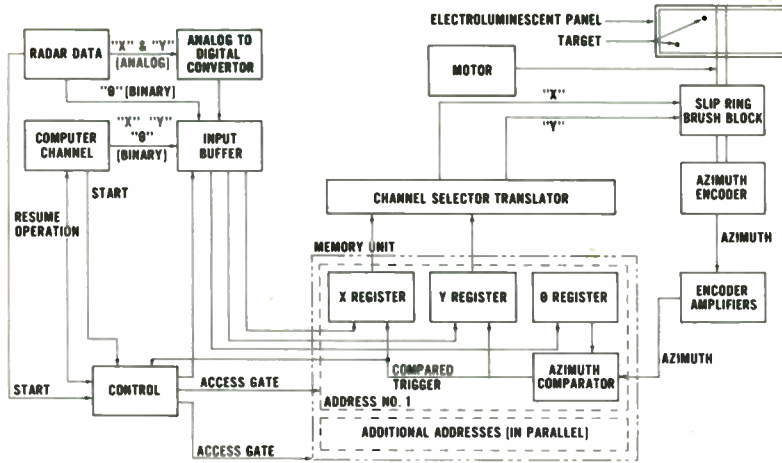 ELECTROLUMINESCENT PANEL
TARGET
RADAR DATA
"X" & "Y"
(ANALOG)
ANALOG TO
DIGITAL
CONVERTOR
MOTOR
"θ" (BINARY)
"X"
"Y"
SLIP RING
BRUSH BLOCK
COMPUTER
CHANNEL
"X" "Y"
"θ"
(BINARY)
INPUT
BUFFER
START
CHANNEL SELECTOR TRANSLATOR
AZIMUTH
ENCODER
RESUME
OPERATION
AZIMUTH
MEMORY UNIT
X REGISTER
Y REGISTER
θ REGISTER
ENCODER
AMPLIFIERS
COMPARED
TRIGGER
AZIMUTH
COMPARATOR
AZIMUTH
START
CONTROL
ACCESS GATE
ADDRESS NO. 1
ADDITIONAL ADDRESSES (IN PARALLEL)
ACCESS GATE